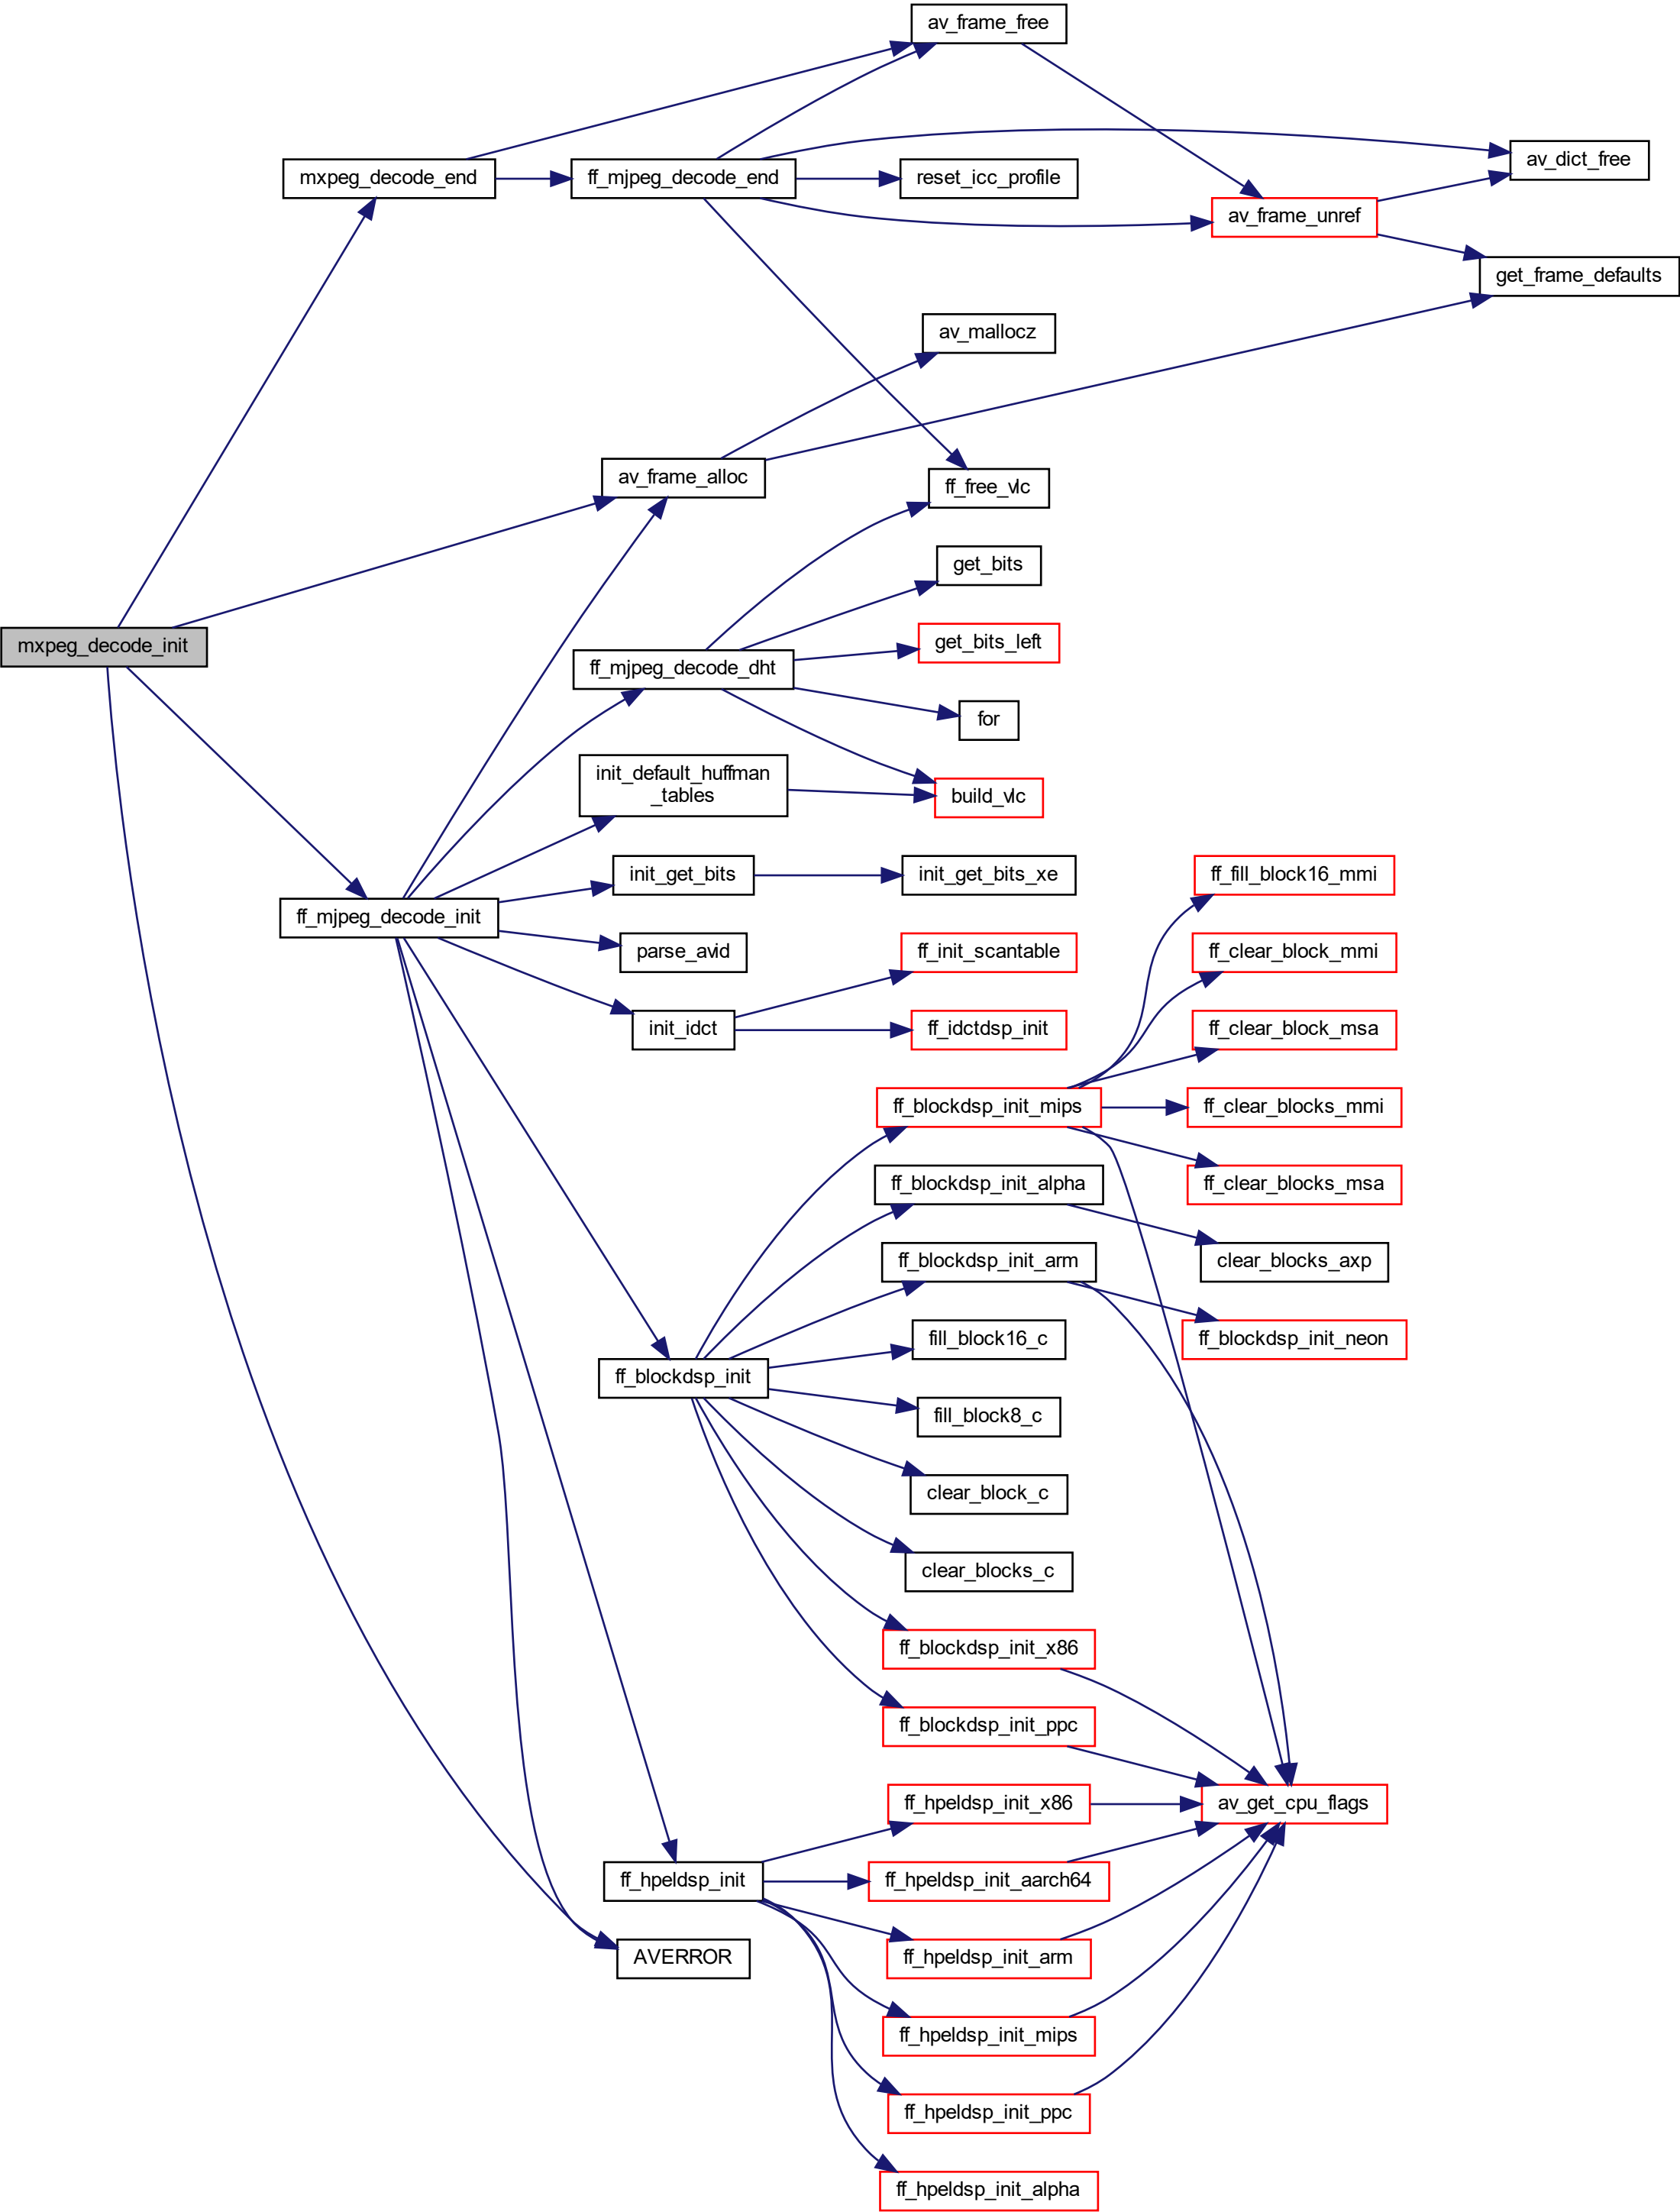 av_frame_free
mxpeg_decode_end
ff_mjpeg_decode_end
reset_icc_profile
av_dict_free
av_frame_unref
get_frame_defaults
av_mallocz
av_frame_alloc
ff_free_vlc
get_bits
mxpeg_decode_init
get_bits_left
ff_mjpeg_decode_dht
for
init_default_huffman
_tables
build_vlc
init_get_bits
init_get_bits_xe
ff_fill_block16_mmi
ff_mjpeg_decode_init
parse_avid
ff_init_scantable
ff_clear_block_mmi
init_idct
ff_idctdsp_init
ff_clear_block_msa
ff_blockdsp_init_mips
ff_clear_blocks_mmi
ff_blockdsp_init_alpha
ff_clear_blocks_msa
ff_blockdsp_init_arm
clear_blocks_axp
fill_block16_c
ff_blockdsp_init_neon
ff_blockdsp_init
fill_block8_c
clear_block_c
clear_blocks_c
ff_blockdsp_init_x86
ff_blockdsp_init_ppc
ff_hpeldsp_init_x86
av_get_cpu_flags
ff_hpeldsp_init
ff_hpeldsp_init_aarch64
AVERROR
ff_hpeldsp_init_arm
ff_hpeldsp_init_mips
ff_hpeldsp_init_ppc
ff_hpeldsp_init_alpha